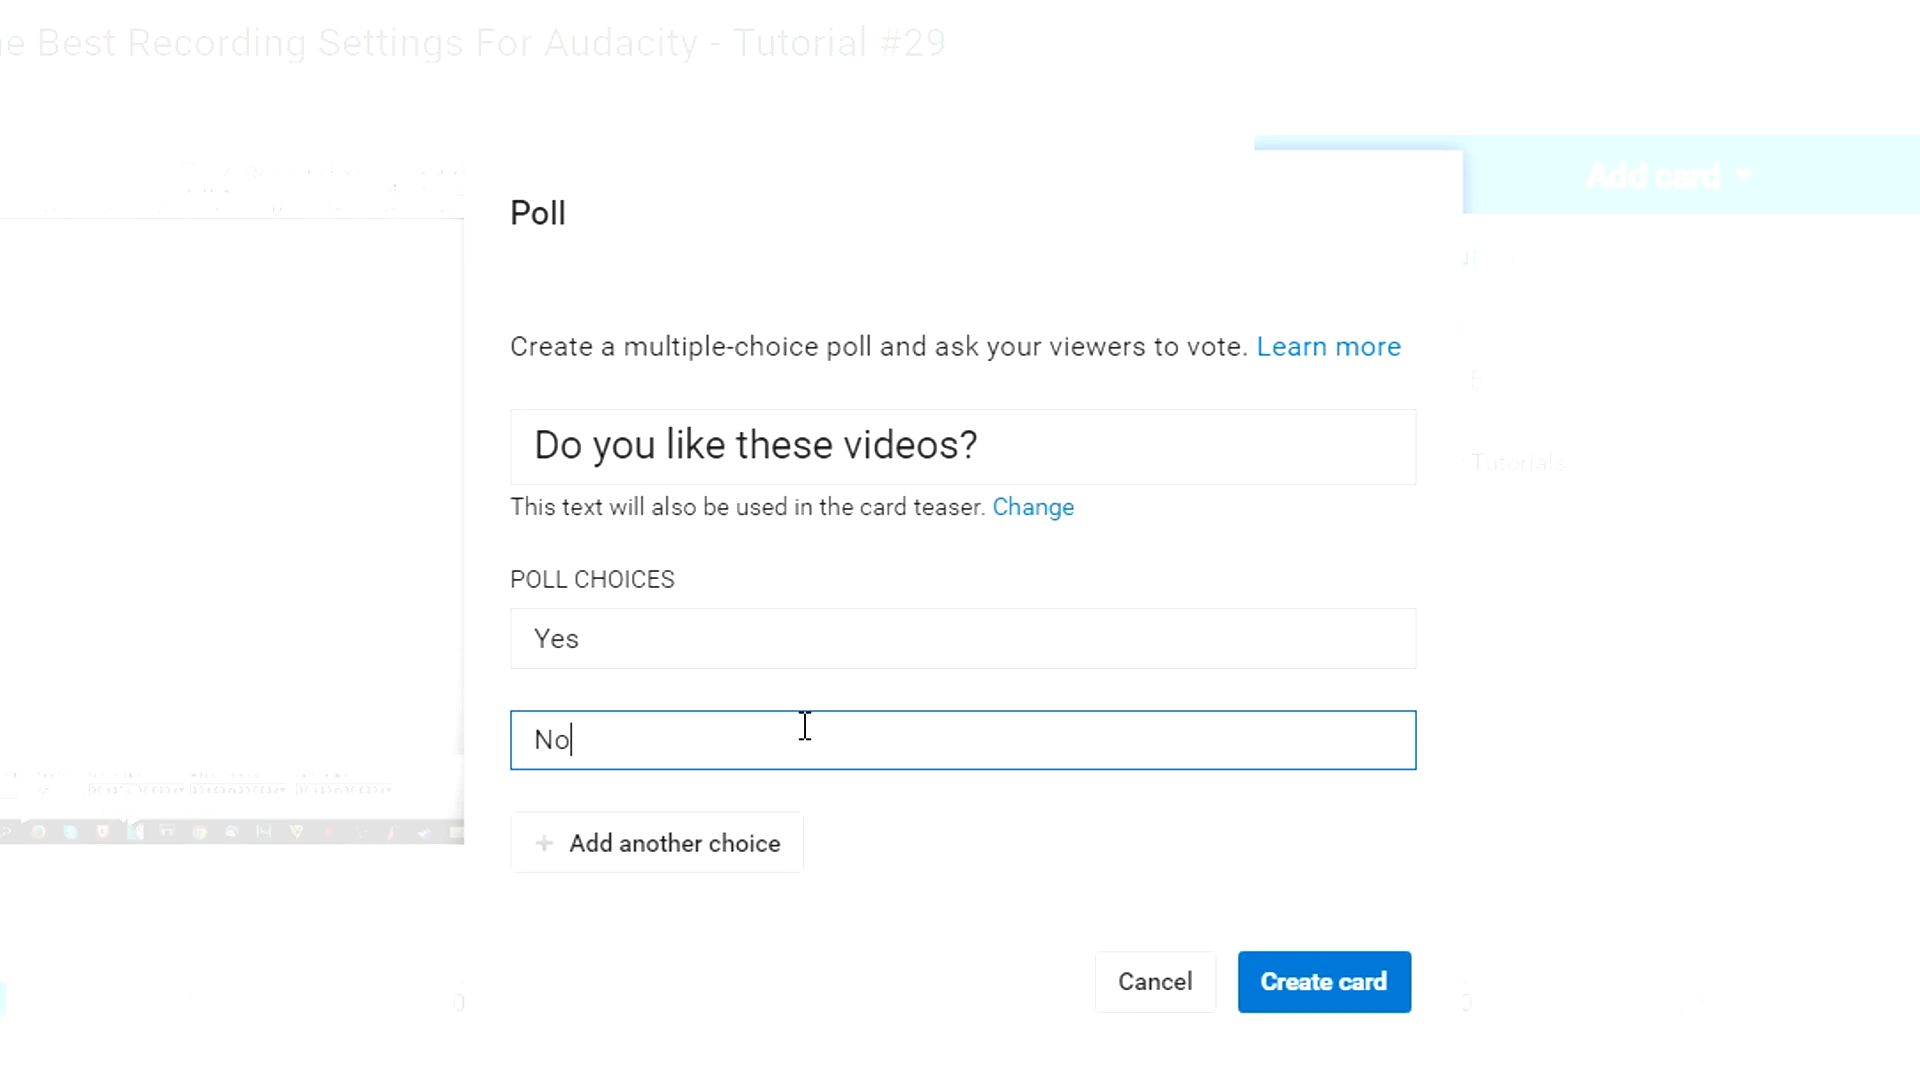 e Best Recording Settings For Audacity - Tutorial #29
Add card
Poll
Create a multiple-choice poll and ask your viewers to vote. Learn more
Do you like these videos?
Tutorials
This text will also be used in the card teaser. Change
POLL CHOICES
Yes
No
+ Add another choice
Cancel
Create card